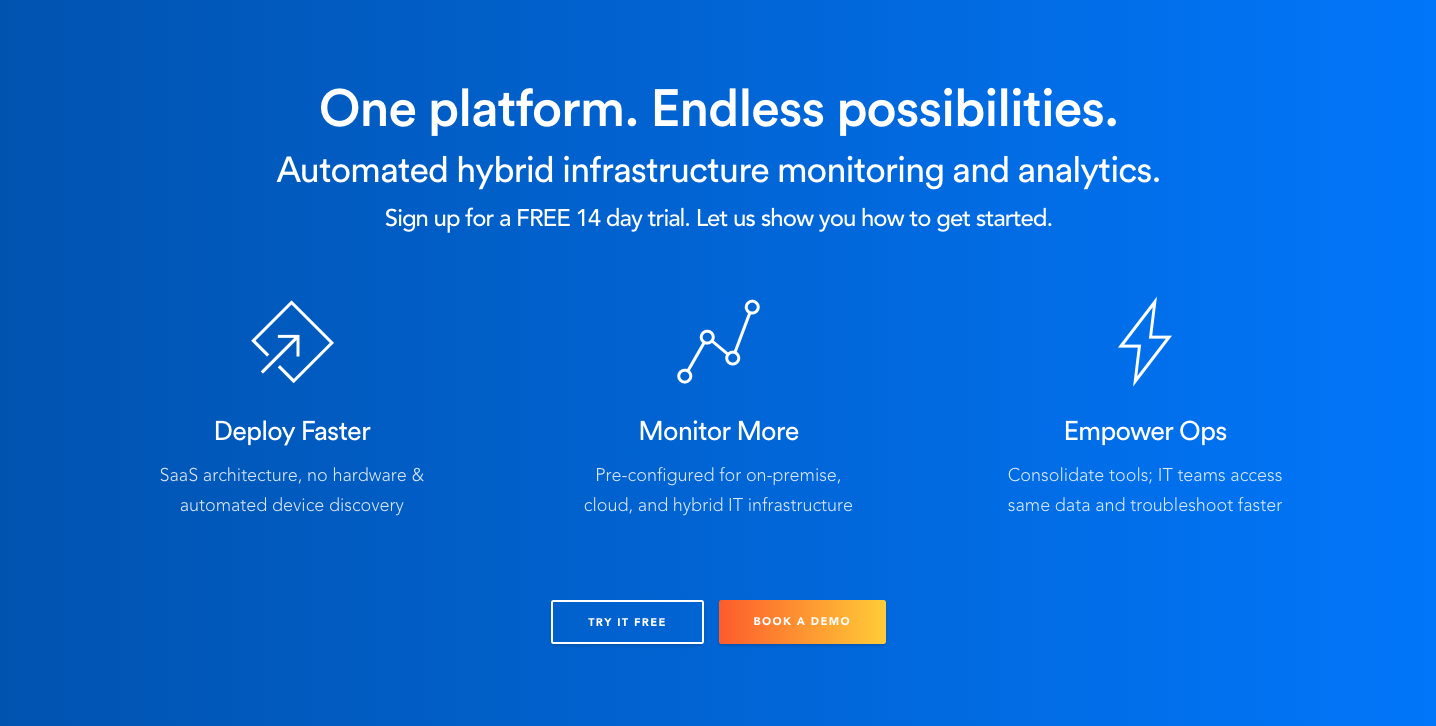 One platform. Endless possibilities.
Automated hybrid infrastructure monitoring and analytics.
Sign up for a FREE 14 day trial. Let us show you how to get started.
Deploy Faster
SaaS architecture, no hardware &
automated device discovery
Monitor More
Pre-configured for on-premise,
cloud, and hybrid IT infrastructure
Empower Ops
Consolidate tools; IT teams access
same data and troubleshoot faster
TRY IT FREE
BOOK A DEMO